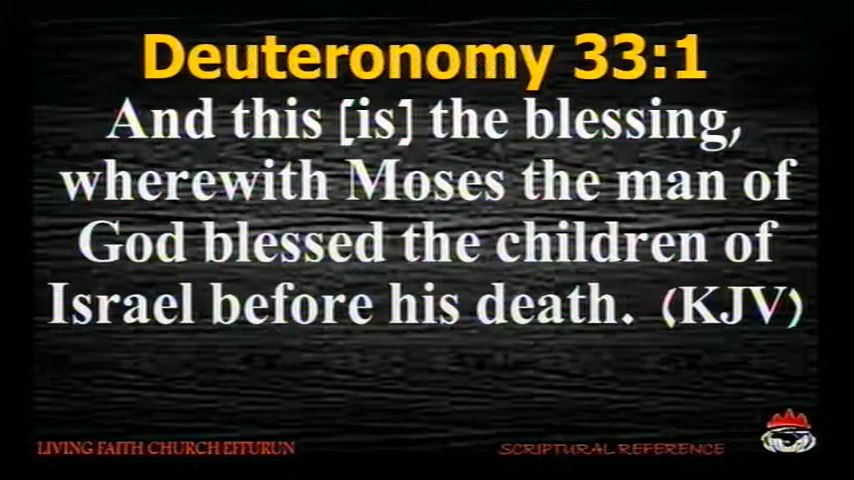 Deuteronomy 33:1
And this [is] the blessing,
wherewith Moses the man of
God blessed the children of
Israel before his death. (KJV)
LIVING FAITH CHURCH EFFURUN
SCRIPTURAL REFERENCE